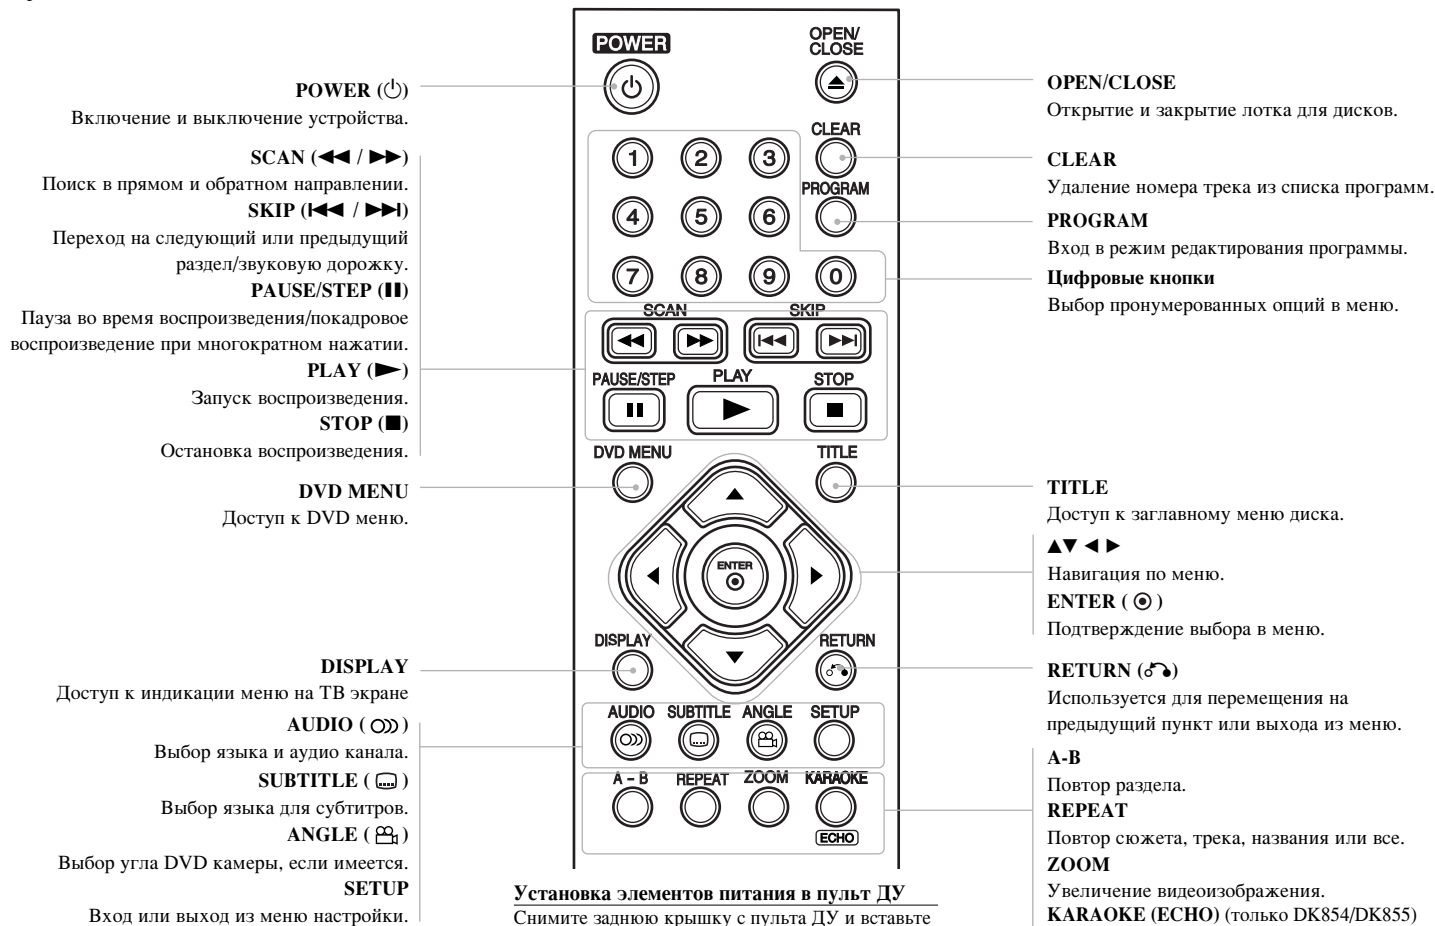 POWER (⏻)
Включение и выключение устройства.
SCAN (◀◀ / ▶▶)
Поиск в прямом и обратном направлении.
SKIP (I◀◀ / ▶▶I)
Переход на следующий или предыдущий
раздел/звуковую дорожку.
PAUSE/STEP (II)
Пауза во время воспроизведения/покадровое
воспроизведение при многократном нажатии.
PLAY (▶)
Запуск воспроизведения.
STOP (■)
Остановка воспроизведения.
DVD MENU
Доступ к DVD меню.
DISPLAY
Доступ к индикации меню на ТВ экране
AUDIO ( )
Выбор языка и аудио канала.
SUBTITLE ( )
Выбор языка для субтитров.
ANGLE ( )
Выбор угла DVD камеры, если имеется.
SETUP
Вход или выход из меню настройки.
POWER
OPEN/
CLOSE
CLEAR
1 2 3
PROGRAM
4 5 6
7 8 9 0
SCAN SKIP
PAUSE/STEP PLAY STOP
DVD MENU TITLE
ENTER
DISPLAY RETURN
AUDIO SUBTITLE ANGLE SETUP
A - B REPEAT ZOOM KARAOKE
ECHO
Установка элементов питания в пульт ДУ
Снимите заднюю крышку с пульта ДУ и вставьте
OPEN/CLOSE
Открытие и закрытие лотка для дисков.
CLEAR
Удаление номера трека из списка программ.
PROGRAM
Вход в режим редактирования программы.
Цифровые кнопки
Выбор пронумерованных опций в меню.
TITLE
Доступ к заглавному меню диска.
▲▼ ◀ ▶
Навигация по меню.
ENTER ( ◉ )
Подтверждение выбора в меню.
RETURN ( )
Используется для перемещения на
предыдущий пункт или выхода из меню.
A-B
Повтор раздела.
REPEAT
Повтор сюжета, трека, названия или все.
ZOOM
Увеличение видеоизображения.
KARAOKE (ECHO) (только DK854/DK855)